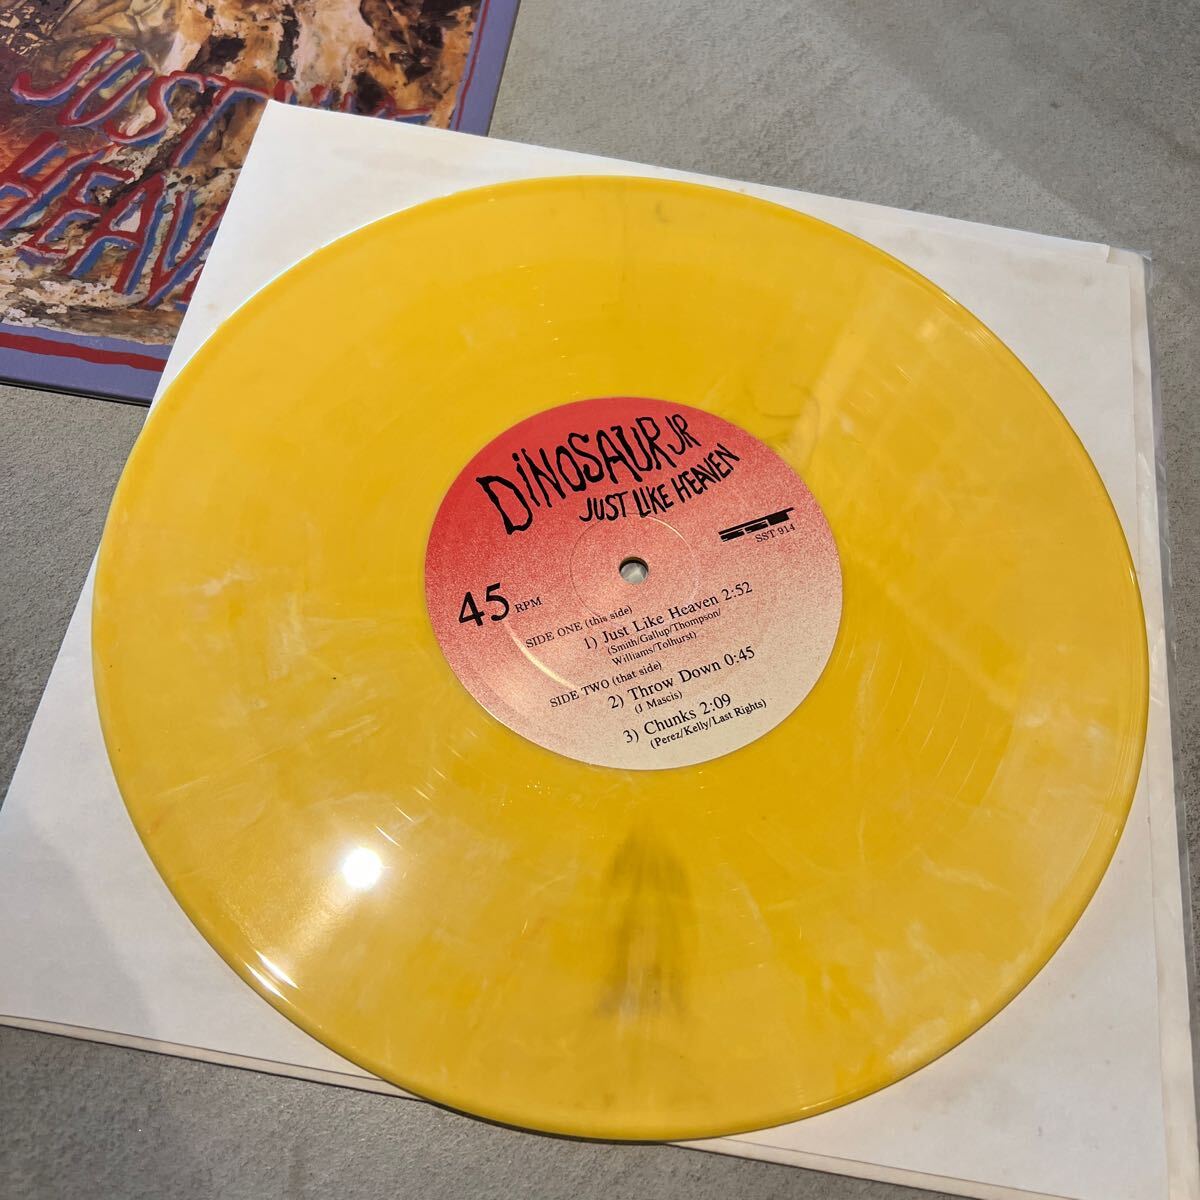 JUST
HEAV
DiNOSAUR JR
JUST LIKE HEAVEN
SST
SST 914
45 RPM
SIDE ONE (this side)
1) Just Like Heaven 2:52
(Smith/Gallup/Thompson/
Williams/Tolhurst)
SIDE TWO (that side)
2) Throw Down 0:45
(J Mascis)
3) Chunks 2:09
(Perez/Kelly/Last Rights)